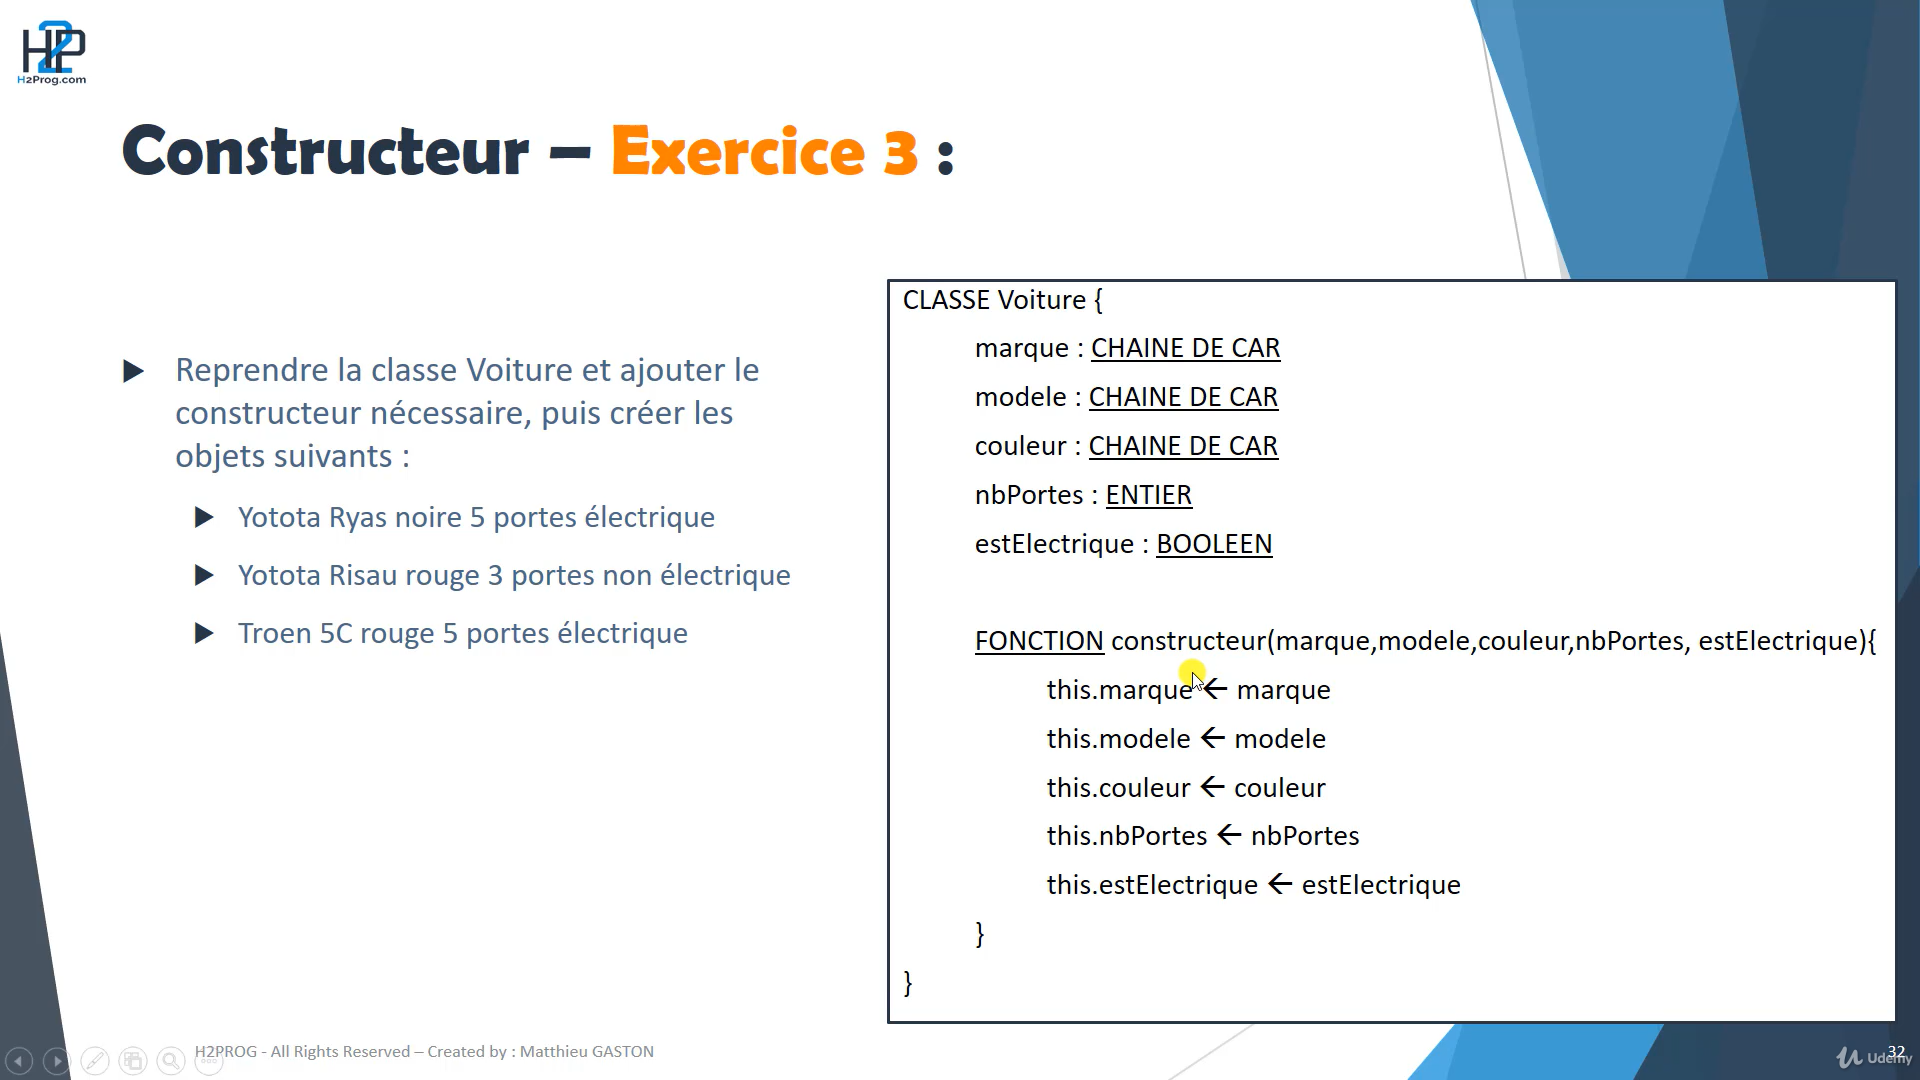 H2P
H2Prog.com
Constructeur – Exercice 3 :
Reprendre la classe Voiture et ajouter le
constructeur nécessaire, puis créer les
objets suivants :
Yotota Ryas noire 5 portes électrique
Yotota Risau rouge 3 portes non électrique
Troen 5C rouge 5 portes électrique
CLASSE Voiture {
marque : CHAINE DE CAR
modele : CHAINE DE CAR
couleur : CHAINE DE CAR
nbPortes : ENTIER
estElectrique : BOOLEEN
FONCTION constructeur(marque,modele,couleur,nbPortes, estElectrique){
this.marque ← marque
this.modele ← modele
this.couleur ← couleur
this.nbPortes ← nbPortes
this.estElectrique ← estElectrique
}
}
H2PROG - All Rights Reserved – Created by : Matthieu GASTON
32
Udemy